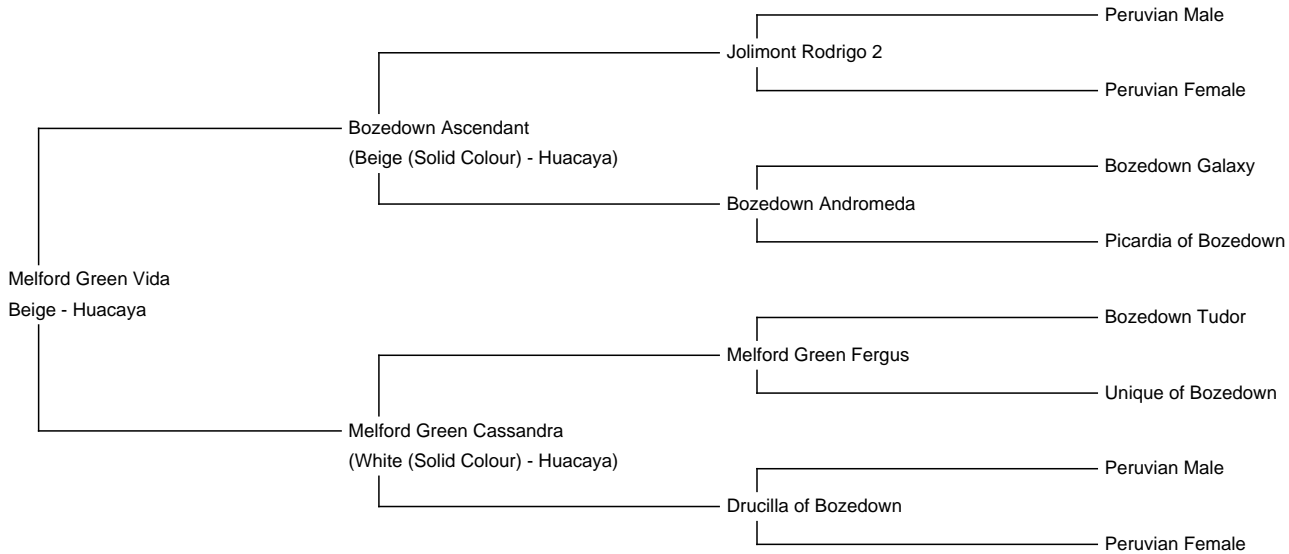 Peruvian Male
Jolimont Rodrigo 2
Peruvian Female
Bozedown Ascendant
(Beige (Solid Colour) - Huacaya)
Bozedown Galaxy
Bozedown Andromeda
Picardia of Bozedown
Melford Green Vida
Beige - Huacaya
Bozedown Tudor
Melford Green Fergus
Unique of Bozedown
Melford Green Cassandra
(White (Solid Colour) - Huacaya)
Peruvian Male
Drucilla of Bozedown
Peruvian Female